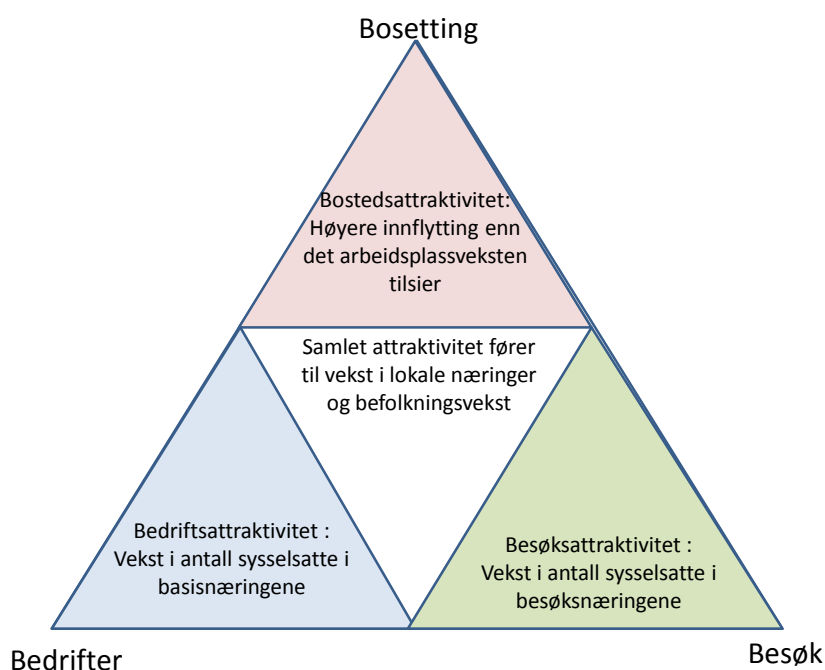 Bosetting
Bostedsattraktivitet:
Høyere innflytting enn
det arbeidsplassveksten
tilsier
Samlet attraktivitet fører
til vekst i lokale næringer
og befolkningsvekst
Bedriftsattraktivitet :
Vekst i antall sysselsatte i
basisnæringene
Besøksattraktivitet :
Vekst i antall sysselsatte i
besøksnæringene
Bedrifter
Besøk